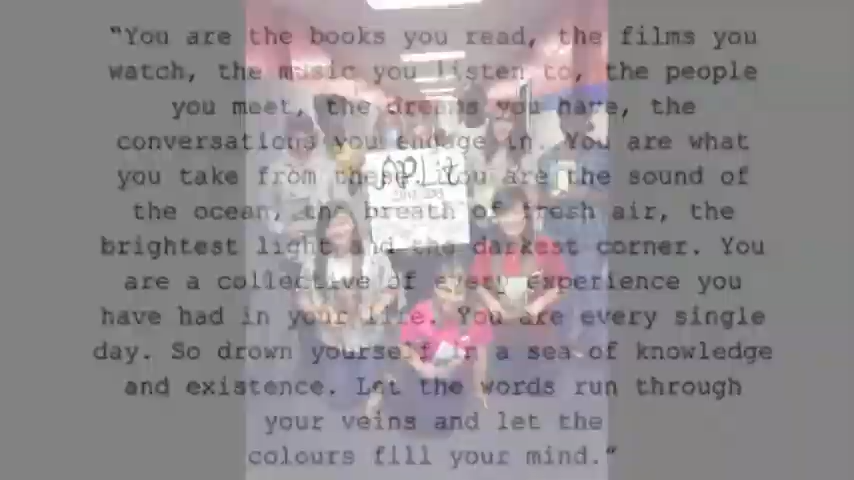 “You are the books you read, the films you
watch, the music you listen to, the people
you meet, the dreams you have, the
conversations you engage in. You are what
you take from these. You are the sound of
the ocean, the breath of fresh air, the
brightest light and the darkest corner. You
are a collective of every experience you
have had in your life. You are every single
day. So drown yourself in a sea of knowledge
and existence. Let the words run through
your veins and let the
colours fill your mind.”
AP Lit